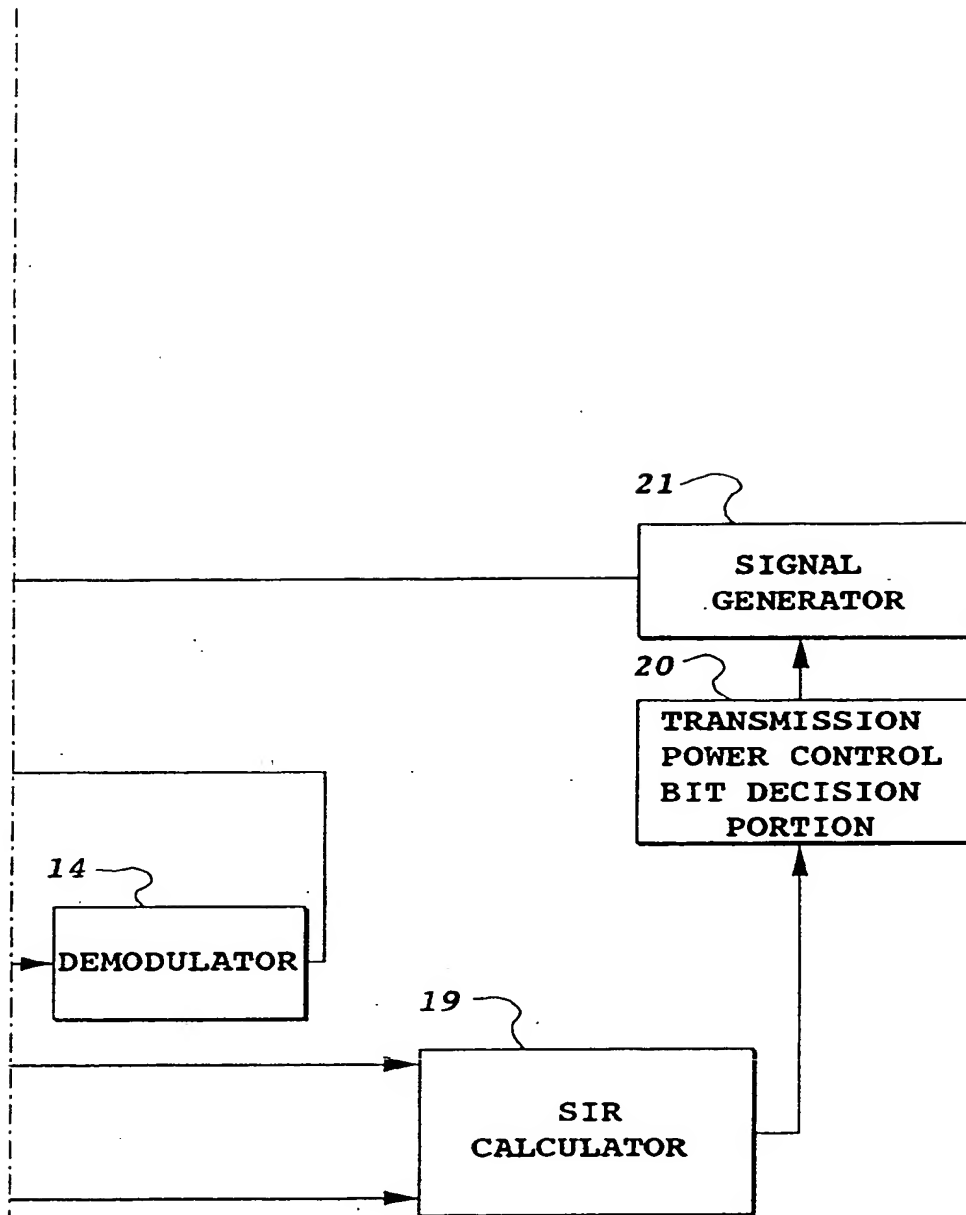 21
SIGNAL
GENERATOR
20
TRANSMISSION
POWER CONTROL
BIT DECISION
PORTION
14
DEMODULATOR
19
SIR
CALCULATOR